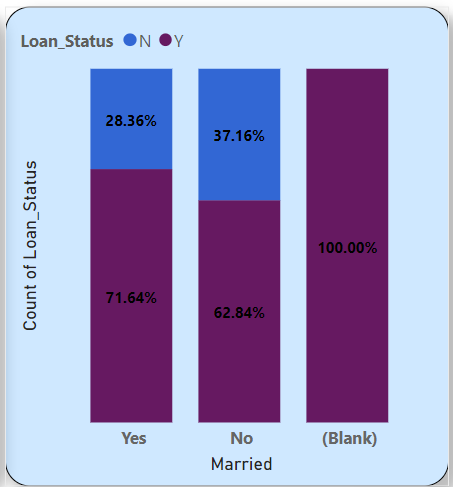 Loan_Status N Y
Count of Loan_Status
28.36% 37.16%
100.00%
71.64% 62.84%
Yes No (Blank)
Married